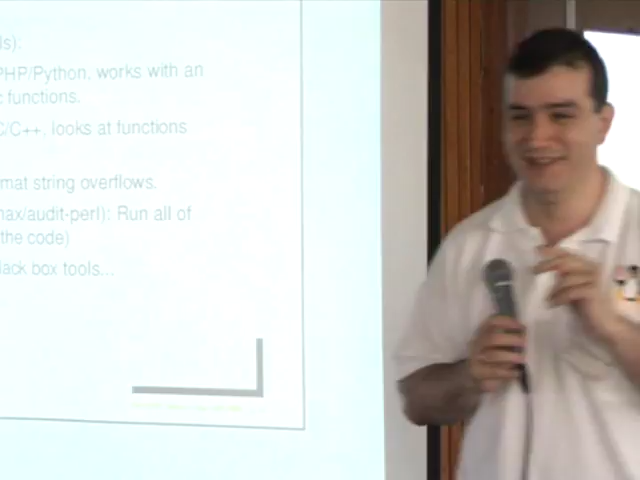 ls):
PHP/Python. works with an
c functions.
C/C++. looks at functions
mat string overflows.
max/audit-perl): Run all of
the code)
lack box tools...